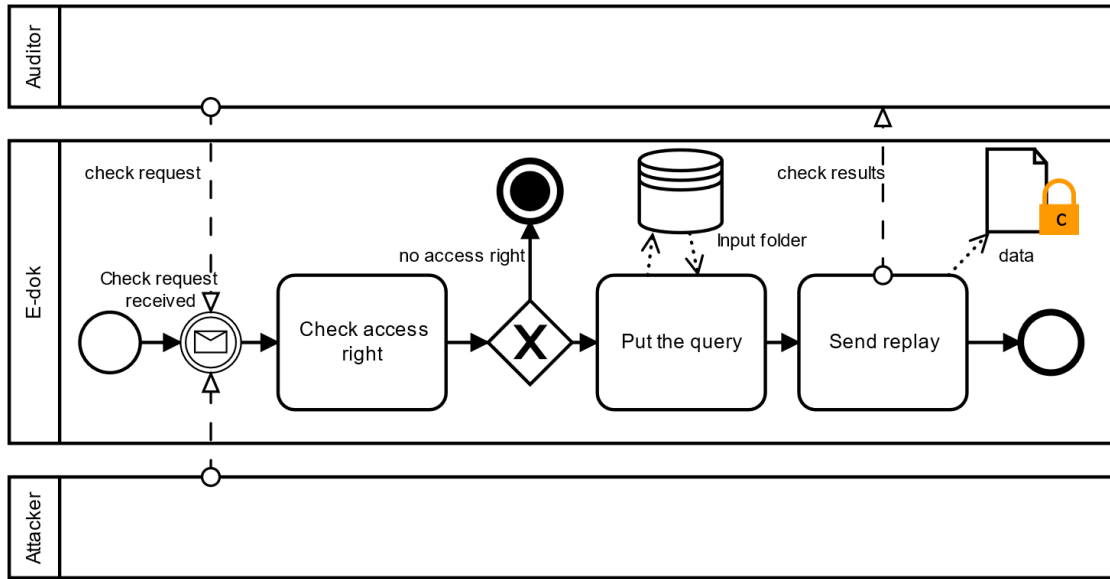 Auditor
check request
check results
E-dok
Check request
received
no access right
Input folder
C
data
Check access
right
X
Put the query
Send replay
Attacker